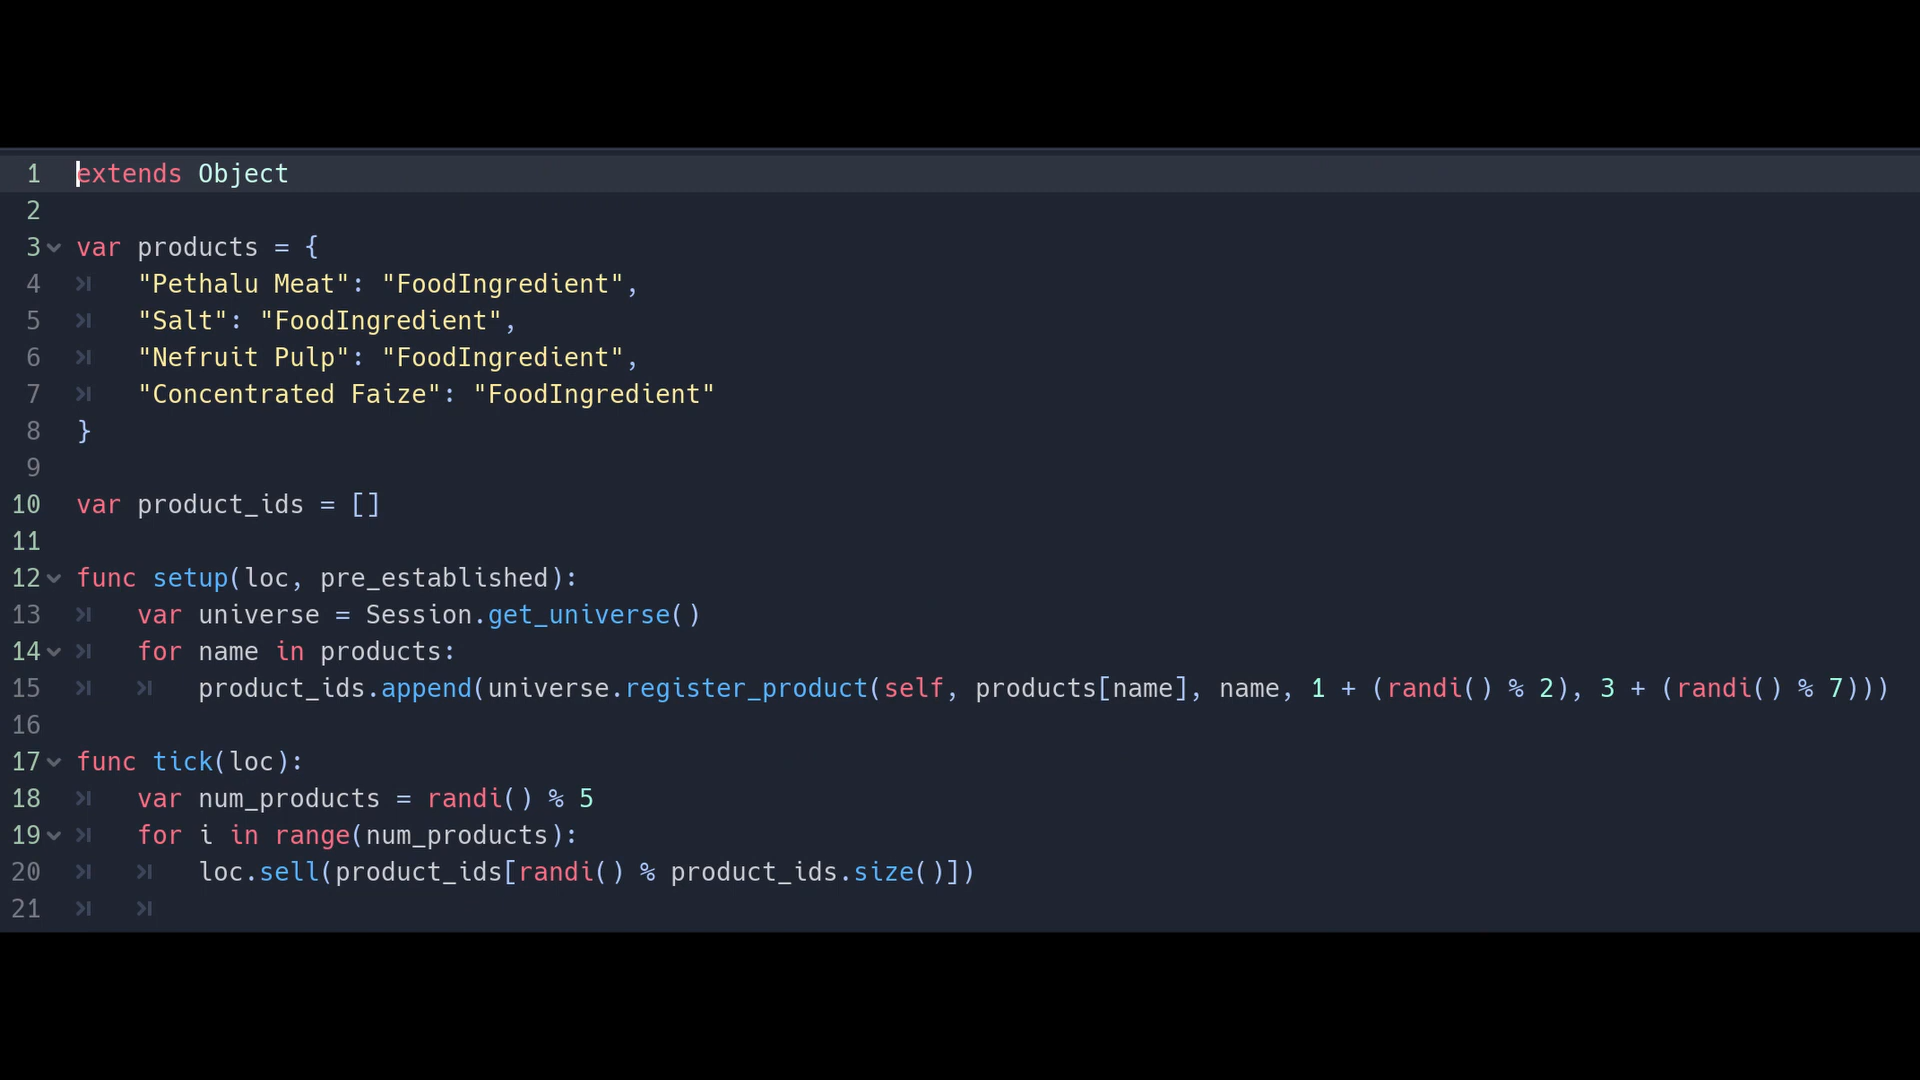 1 extends Object
2
3 var products = {
4 "Pethalu Meat": "FoodIngredient",
5 "Salt": "FoodIngredient",
6 "Nefruit Pulp": "FoodIngredient",
7 "Concentrated Faize": "FoodIngredient"
8 }
9
10 var product_ids = []
11
12 func setup(loc, pre_established):
13 var universe = Session.get_universe()
14 for name in products:
15 product_ids.append(universe.register_product(self, products[name], name, 1 + (randi() % 2), 3 + (randi() % 7)))
16
17 func tick(loc):
18 var num_products = randi() % 5
19 for i in range(num_products):
20 loc.sell(product_ids[randi() % product_ids.size()])
21